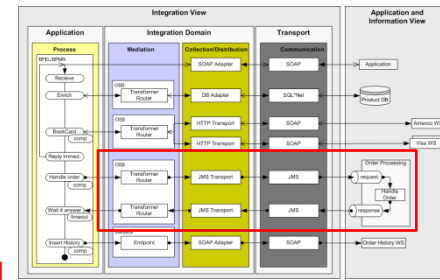 Integration View
Application and
Information View
Application
Integration Domain
Transport
Process
Mediation
Collection/Distribution
Communication
BPEL/BPMN
Receive
SOAP Adapter
SOAP
Application
OSB
Enrich
Transformer
Router
DB Adapter
SQL*Net
Product DB
OSB
HTTP Transport
SOAP
Amexco WS
BookCard
comp
Transformer
Router
HTTP Transport
SOAP
Visa WS
Reply immed.
OSB
Order Processing
Handle order
comp
Transformer
Router
JMS Transport
JMS
request
Handle
Order
Wait 4 answer
timeout
Transformer
Router
JMS Transport
JMS
response
Insert History
comp
Endpoint
SOAP Adapter
SOAP
Order History WS